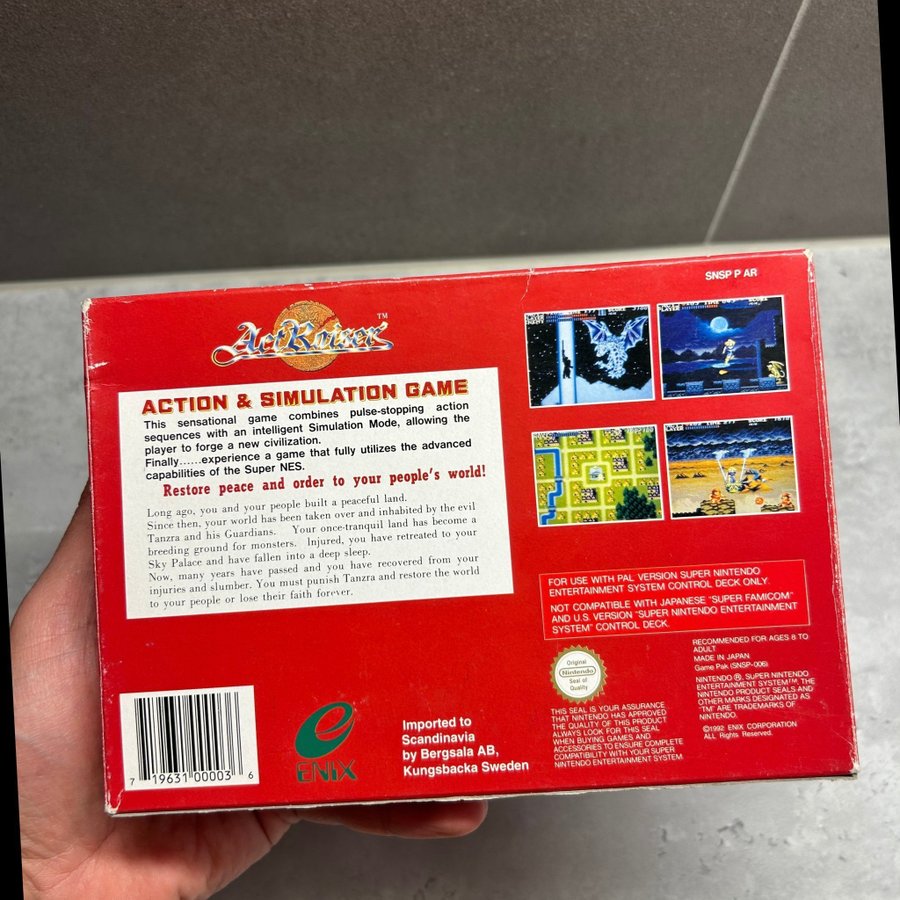 SNSP P AR
ActRaiser™
ACTION & SIMULATION GAME
This sensational game combines pulse-stopping action
sequences with an intelligent Simulation Mode, allowing the
player to forge a new civilization.
Finally......experience a game that fully utilizes the advanced
capabilities of the Super NES.
Restore peace and order to your people's world!
Long ago, you and your people built a peaceful land.
Since then, your world has been taken over and inhabited by the evil
Tanzra and his Guardians. Your once-tranquil land has become a
breeding ground for monsters. Injured, you have retreated to your
Sky Palace and have fallen into a deep sleep.
Now, many years have passed and you have recovered from your
injuries and slumber. You must punish Tanzra and restore the world
to your people or lose their faith forever.
FOR USE WITH PAL VERSION SUPER NINTENDO
ENTERTAINMENT SYSTEM CONTROL DECK ONLY.
NOT COMPATIBLE WITH JAPANESE "SUPER FAMICOM"
AND U.S. VERSION "SUPER NINTENDO ENTERTAINMENT
SYSTEM" CONTROL DECK.
Original
Nintendo
Seal of
Quality
THIS SEAL IS YOUR ASSURANCE
THAT NINTENDO HAS APPROVED
THE QUALITY OF THIS PRODUCT
ALWAYS LOOK FOR THIS SEAL
WHEN BUYING GAMES AND
ACCESSORIES TO ENSURE COMPLETE
COMPATIBILITY WITH YOUR SUPER
NINTENDO ENTERTAINMENT SYSTEM.
RECOMMENDED FOR AGES 8 TO
ADULT
MADE IN JAPAN
Game Pak (SNSP-006)
NINTENDO ®, SUPER NINTENDO
ENTERTAINMENT SYSTEM™, THE
NINTENDO PRODUCT SEALS AND
OTHER MARKS DESIGNATED AS
"TM" ARE TRADEMARKS OF
NINTENDO.
©1992 ENIX CORPORATION
ALL Rights Reserved.
7 19631 00003 6
ENIX
Imported to
Scandinavia
by Bergsala AB,
Kungsbacka Sweden